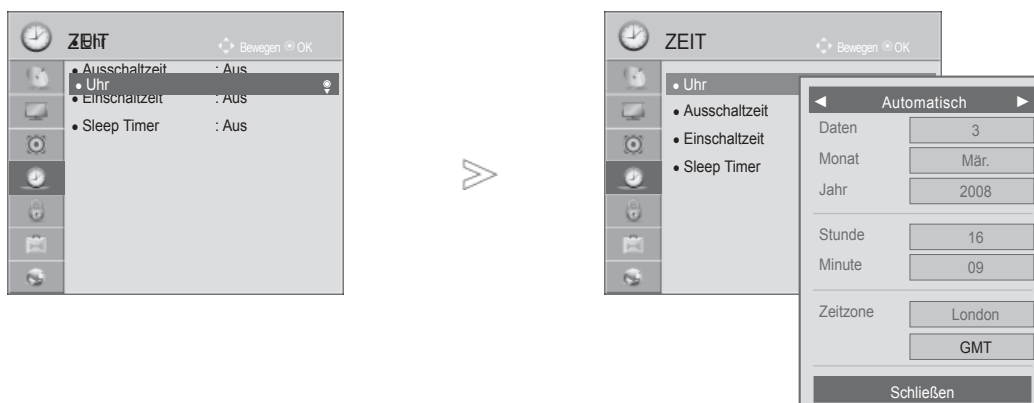 ZEIT
Bewegen OK
• Uhr
• Ausschaltzeit : Aus
• Uhr
• Einschaltzeit : Aus
• Sleep Timer : Aus
ZEIT
Bewegen OK
• Uhr
• Ausschaltzeit
• Einschaltzeit
• Sleep Timer
◄ Automatisch ►
Daten 3
Monat Mär.
Jahr 2008
Stunde 16
Minute 09
Zeitzone London
GMT
Schließen